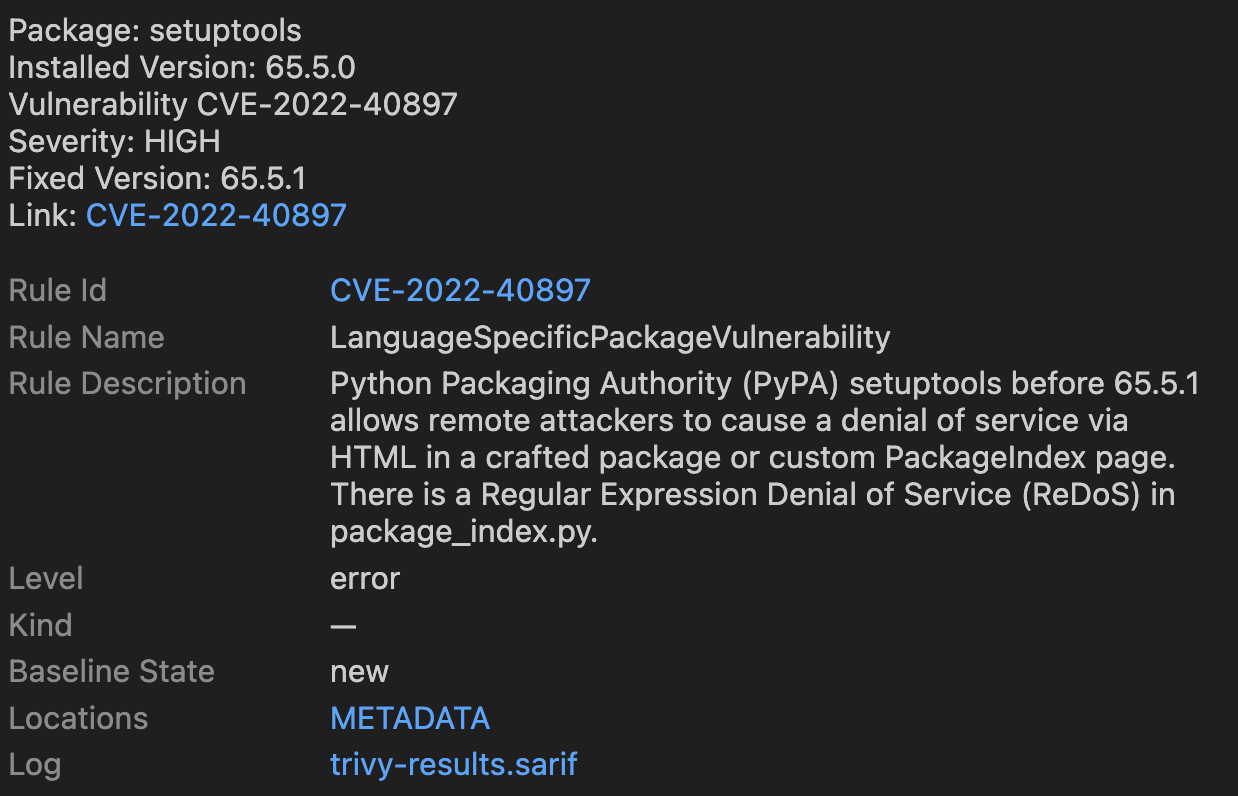 Package: setuptools
Installed Version: 65.5.0
Vulnerability CVE-2022-40897
Severity: HIGH
Fixed Version: 65.5.1
Link: CVE-2022-40897
Rule Id CVE-2022-40897
Rule Name LanguageSpecificPackageVulnerability
Rule Description Python Packaging Authority (PyPA) setuptools before 65.5.1
allows remote attackers to cause a denial of service via
HTML in a crafted package or custom PackageIndex page.
There is a Regular Expression Denial of Service (ReDoS) in
package_index.py.
Level error
Kind —
Baseline State new
Locations METADATA
Log trivy-results.sarif